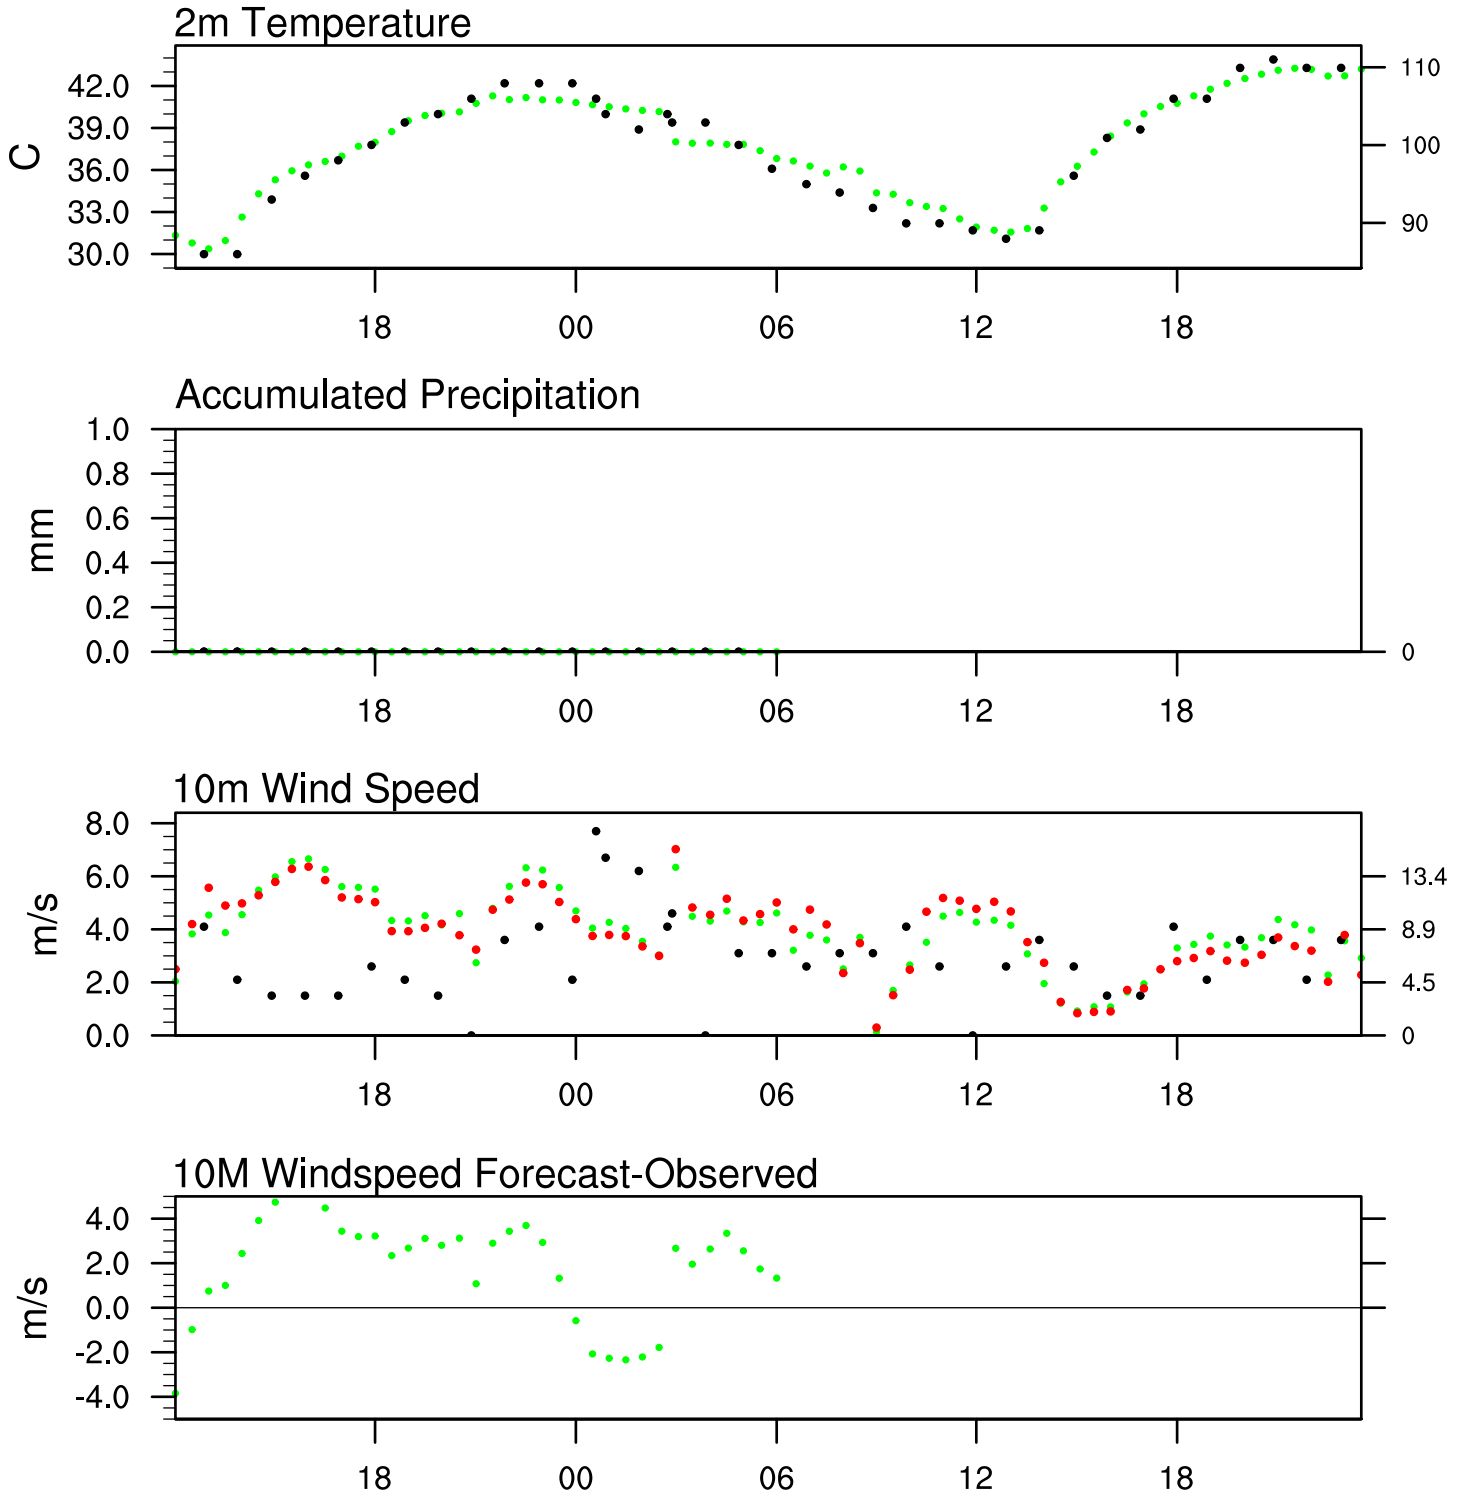 2m Temperature
42.0
39.0
36.0
33.0
30.0
C
110
100
90
18 00 06 12 18
Accumulated Precipitation
1.0
0.8
0.6
0.4
0.2
0.0
mm
0
18 00 06 12 18
10m Wind Speed
8.0
6.0
4.0
2.0
0.0
m/s
13.4
8.9
4.5
0
18 00 06 12 18
10M Windspeed Forecast-Observed
4.0
2.0
0.0
-2.0
-4.0
m/s
18 00 06 12 18